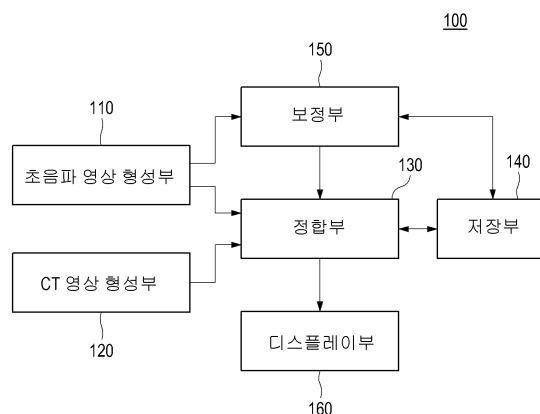 100
150
보정부
110
초음파 영상 형성부
130
정합부
140
저장부
CT 영상 형성부
120
디스플레이부
160